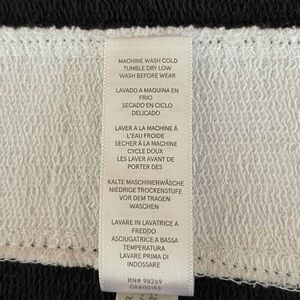 MACHINE WASH COLD
TUMBLE DRY LOW
WASH BEFORE WEAR
LAVADO A MAQUINA EN
FRIO
SECADO EN CICLO
DELICADO
LAVER A LA MACHINE À
L'EAU FROIDE
SECHER À LA MACHINE
CYCLE DOUX
LES LAVER AVANT DE
PORTER DES
KALTE MASCHINENWÄSCHE
NIEDRIGE TROCKENSTUFE
VOR DEM TRAGEN
WASCHEN
LAVARE IN LAVATRICE A
FREDDO
ASCIUGATRICE A BASSA
TEMPERATURA
LAVARE PRIMA DI
INDOSSARE
RN# 98269